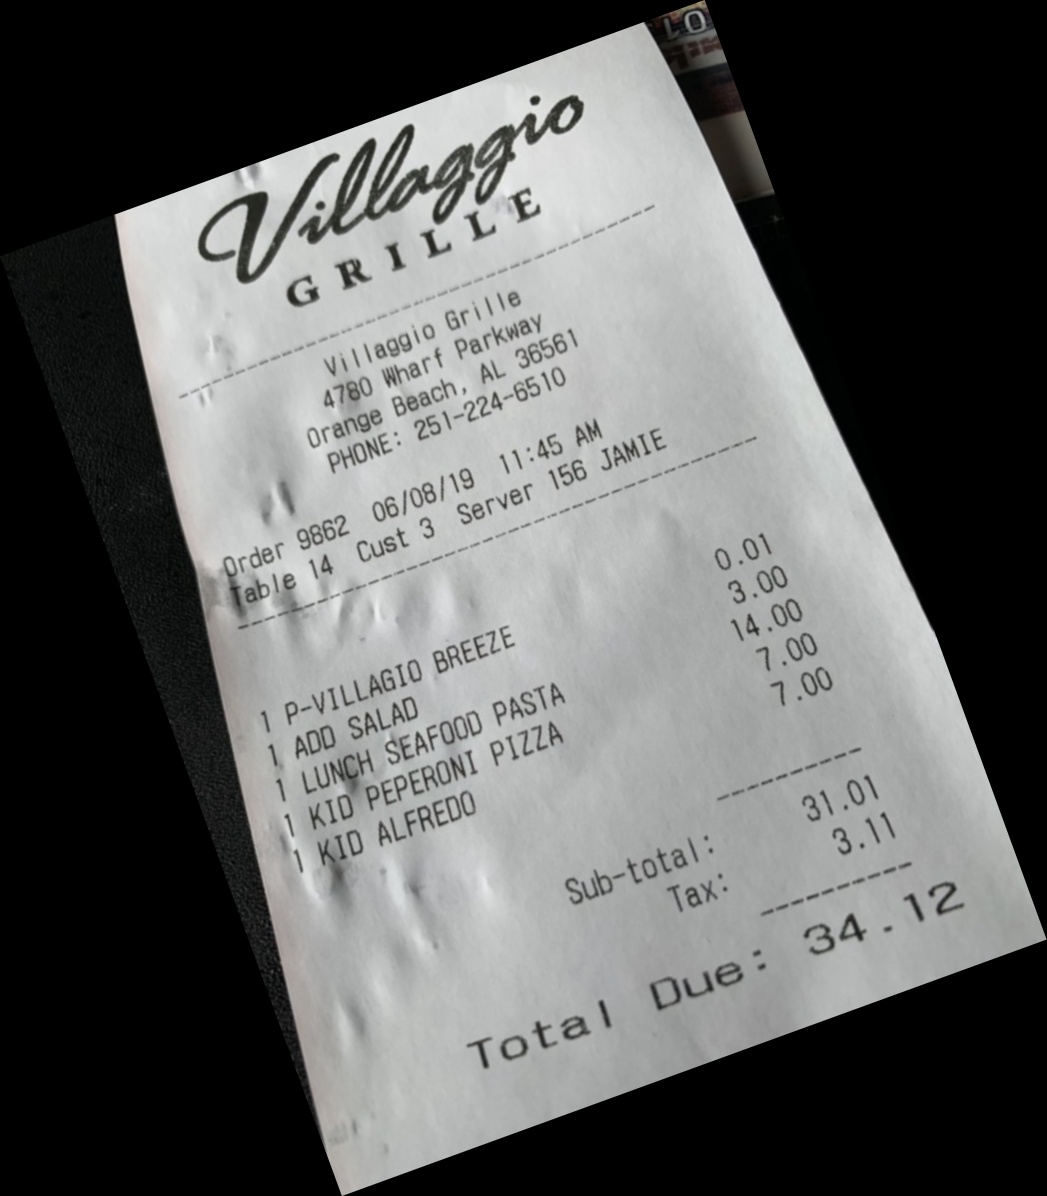 Villaggio
GRILLE
Villaggio Grille
4780 Wharf Parkway
Orange Beach, AL 36561
PHONE: 251-224-6510
Order 9862 06/08/19 11:45 AM
Table 14 Cust 3 Server 156 JAMIE
1 P-VILLAGIO BREEZE 0.01
1 ADD SALAD 3.00
1 LUNCH SEAFOOD PASTA 14.00
1 KID PEPERONI PIZZA 7.00
1 KID ALFREDO 7.00
Sub-total: 31.01
Tax: 3.11
Total Due: 34.12